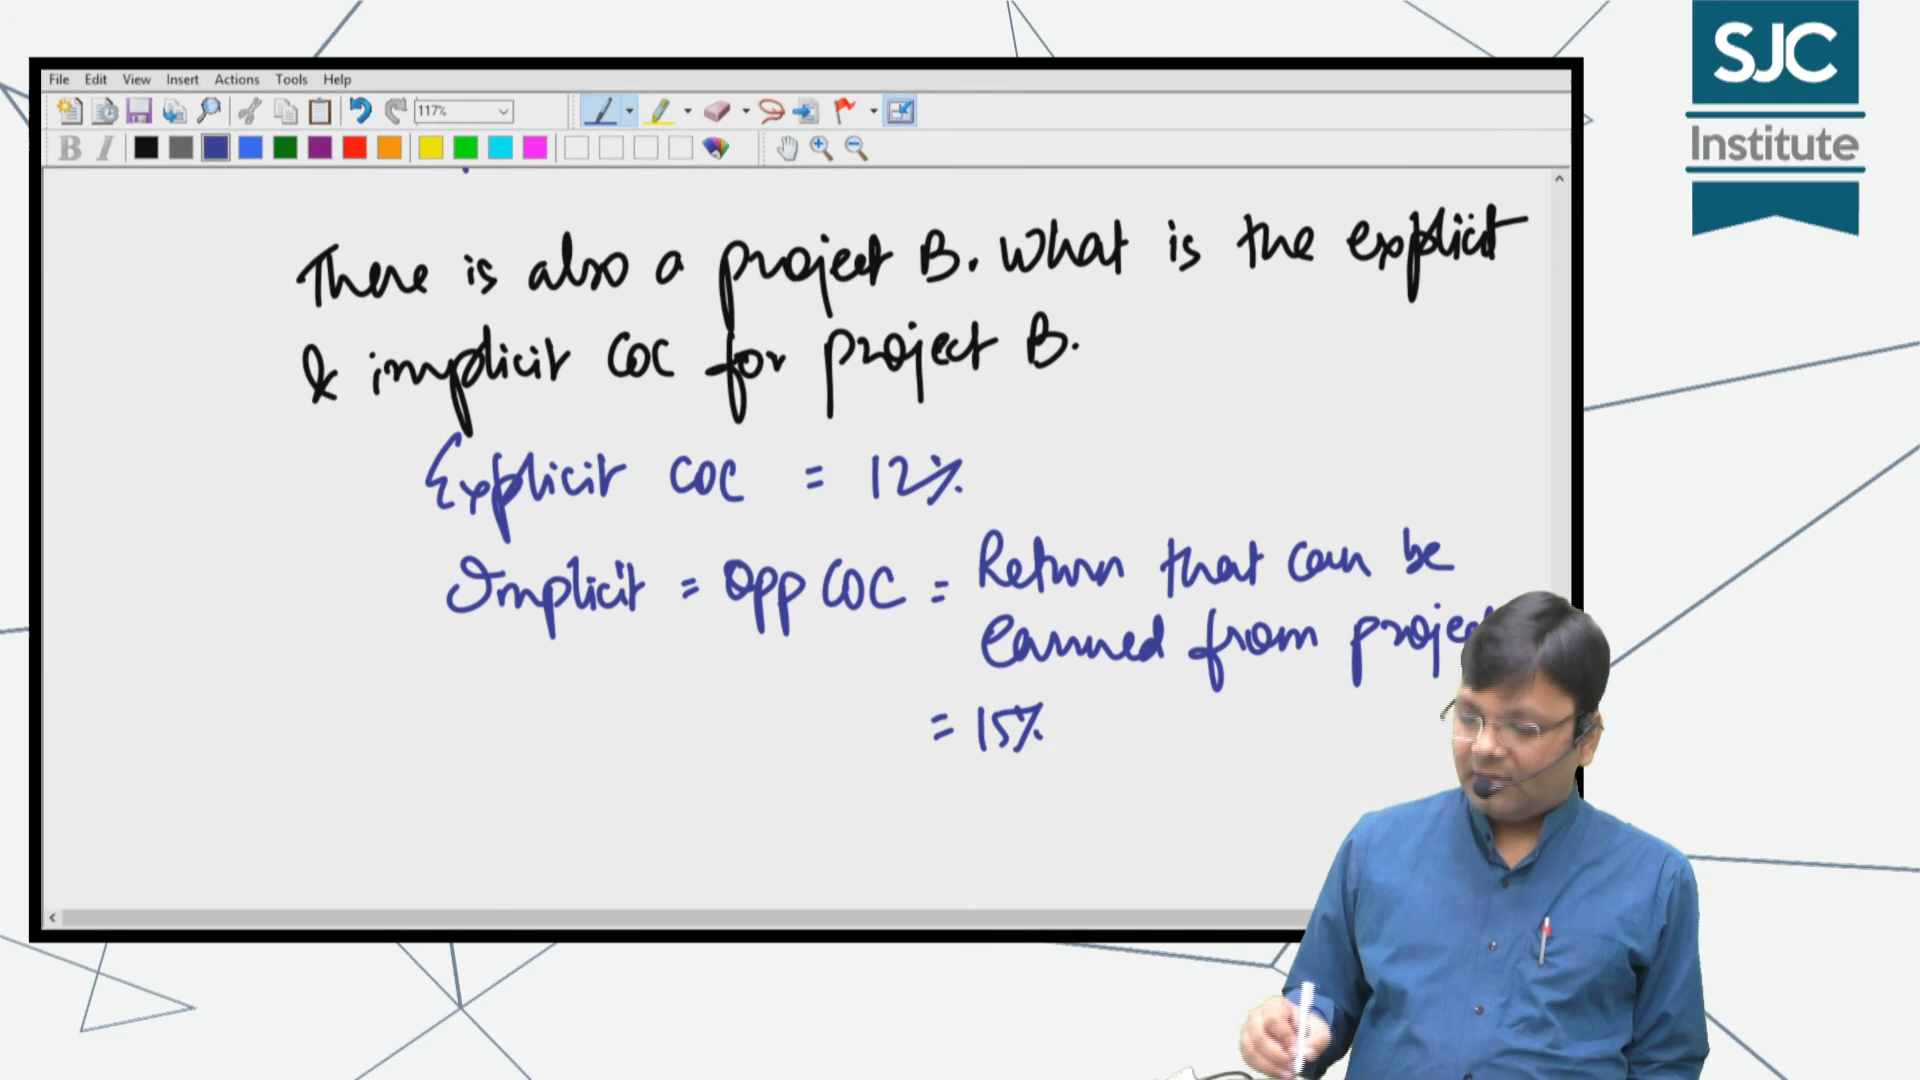 SJC
Institute
File Edit View Insert Actions Tools Help
117%
B I
There is also a project B. What is the explicit
& implicit COC for project B.
Explicit COC = 12%
Implicit = Opp COC = Return that can be
earned from
= 15%